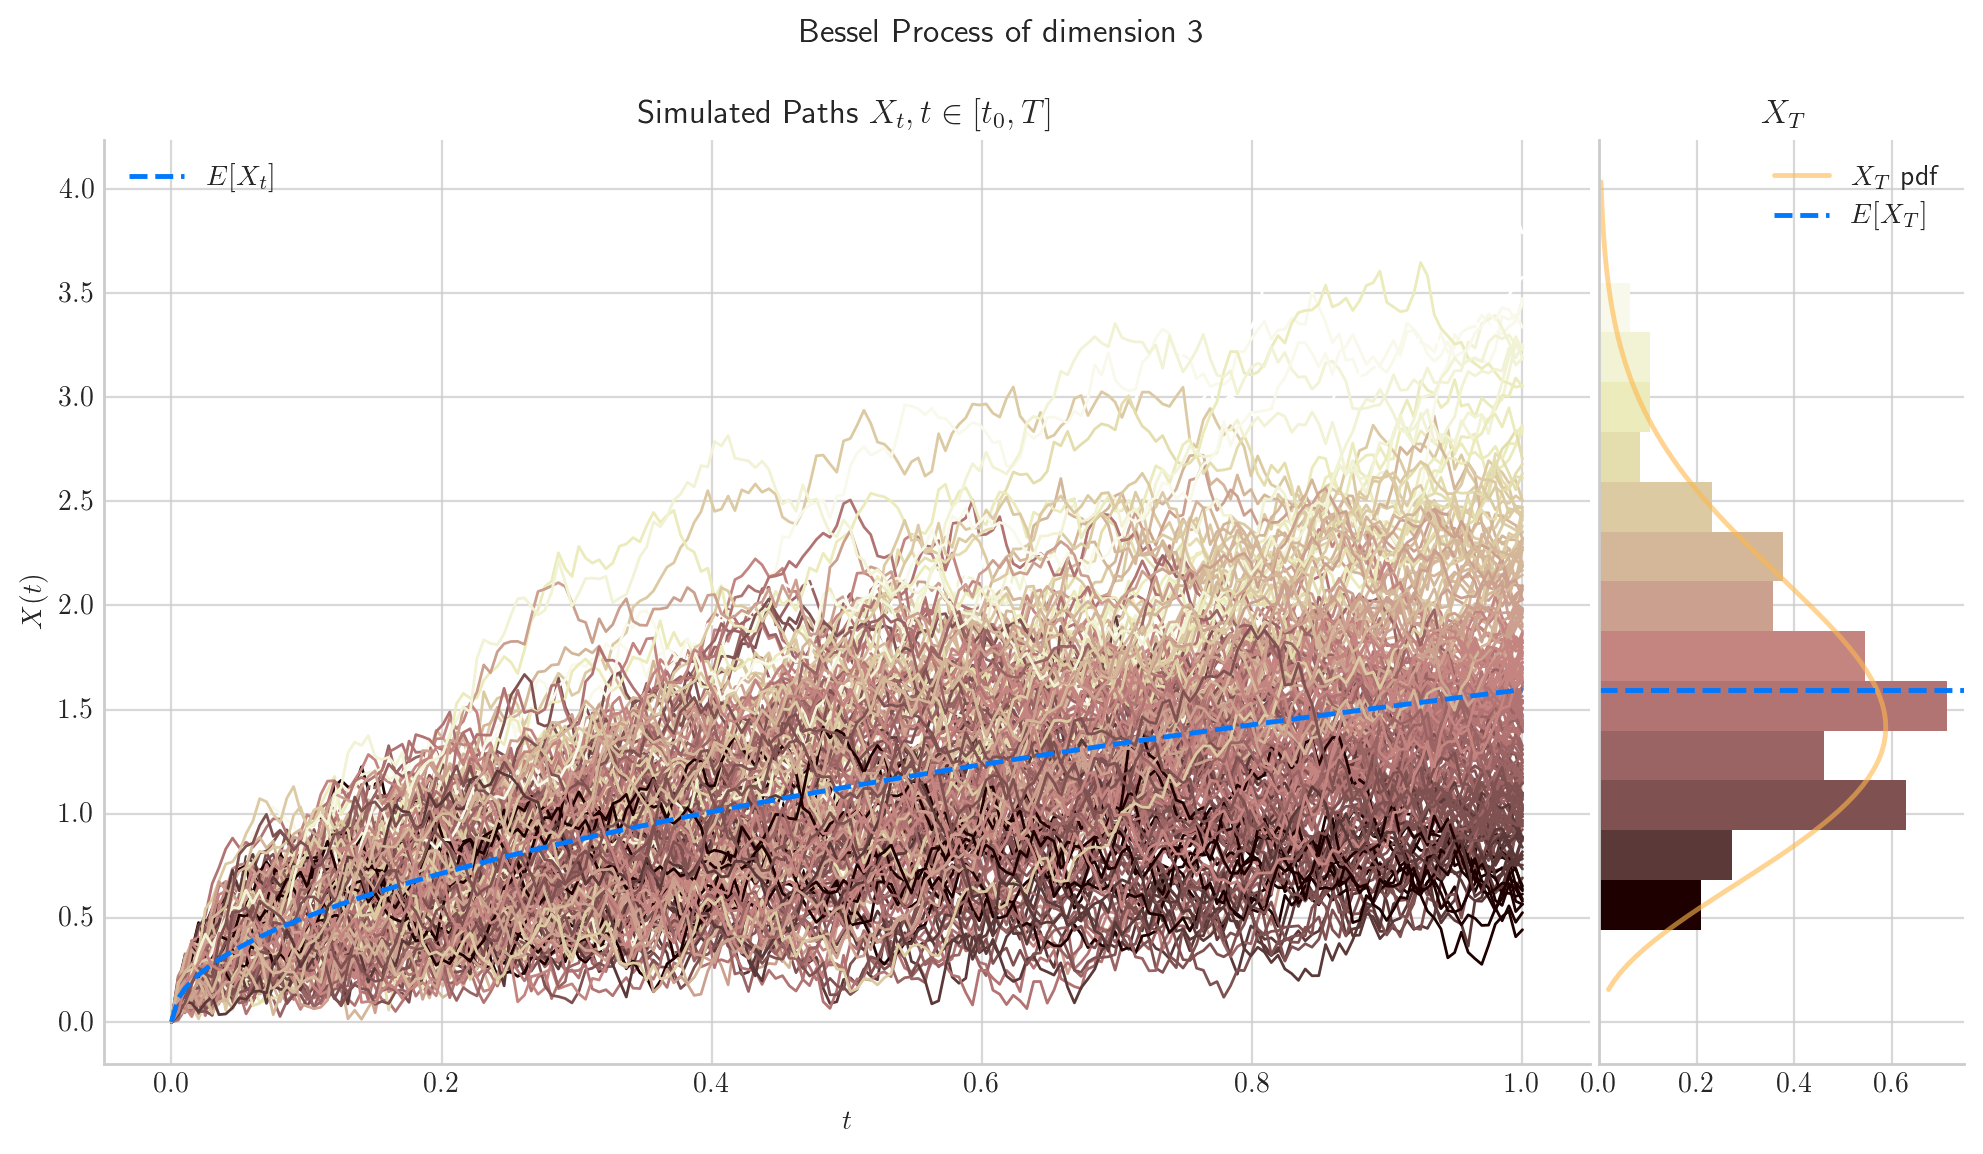 Bessel Process of dimension 3
Simulated Paths $X_t, t \in [t_0, T]$
$X_T$
$E[X_t]$
$X_T$ pdf
$E[X_T]$
4.0
3.5
3.0
2.5
2.0
1.5
1.0
0.5
0.0
$X(t)$
0.0 0.2 0.4 0.6 0.8 1.0
0.0 0.2 0.4 0.6
$t$